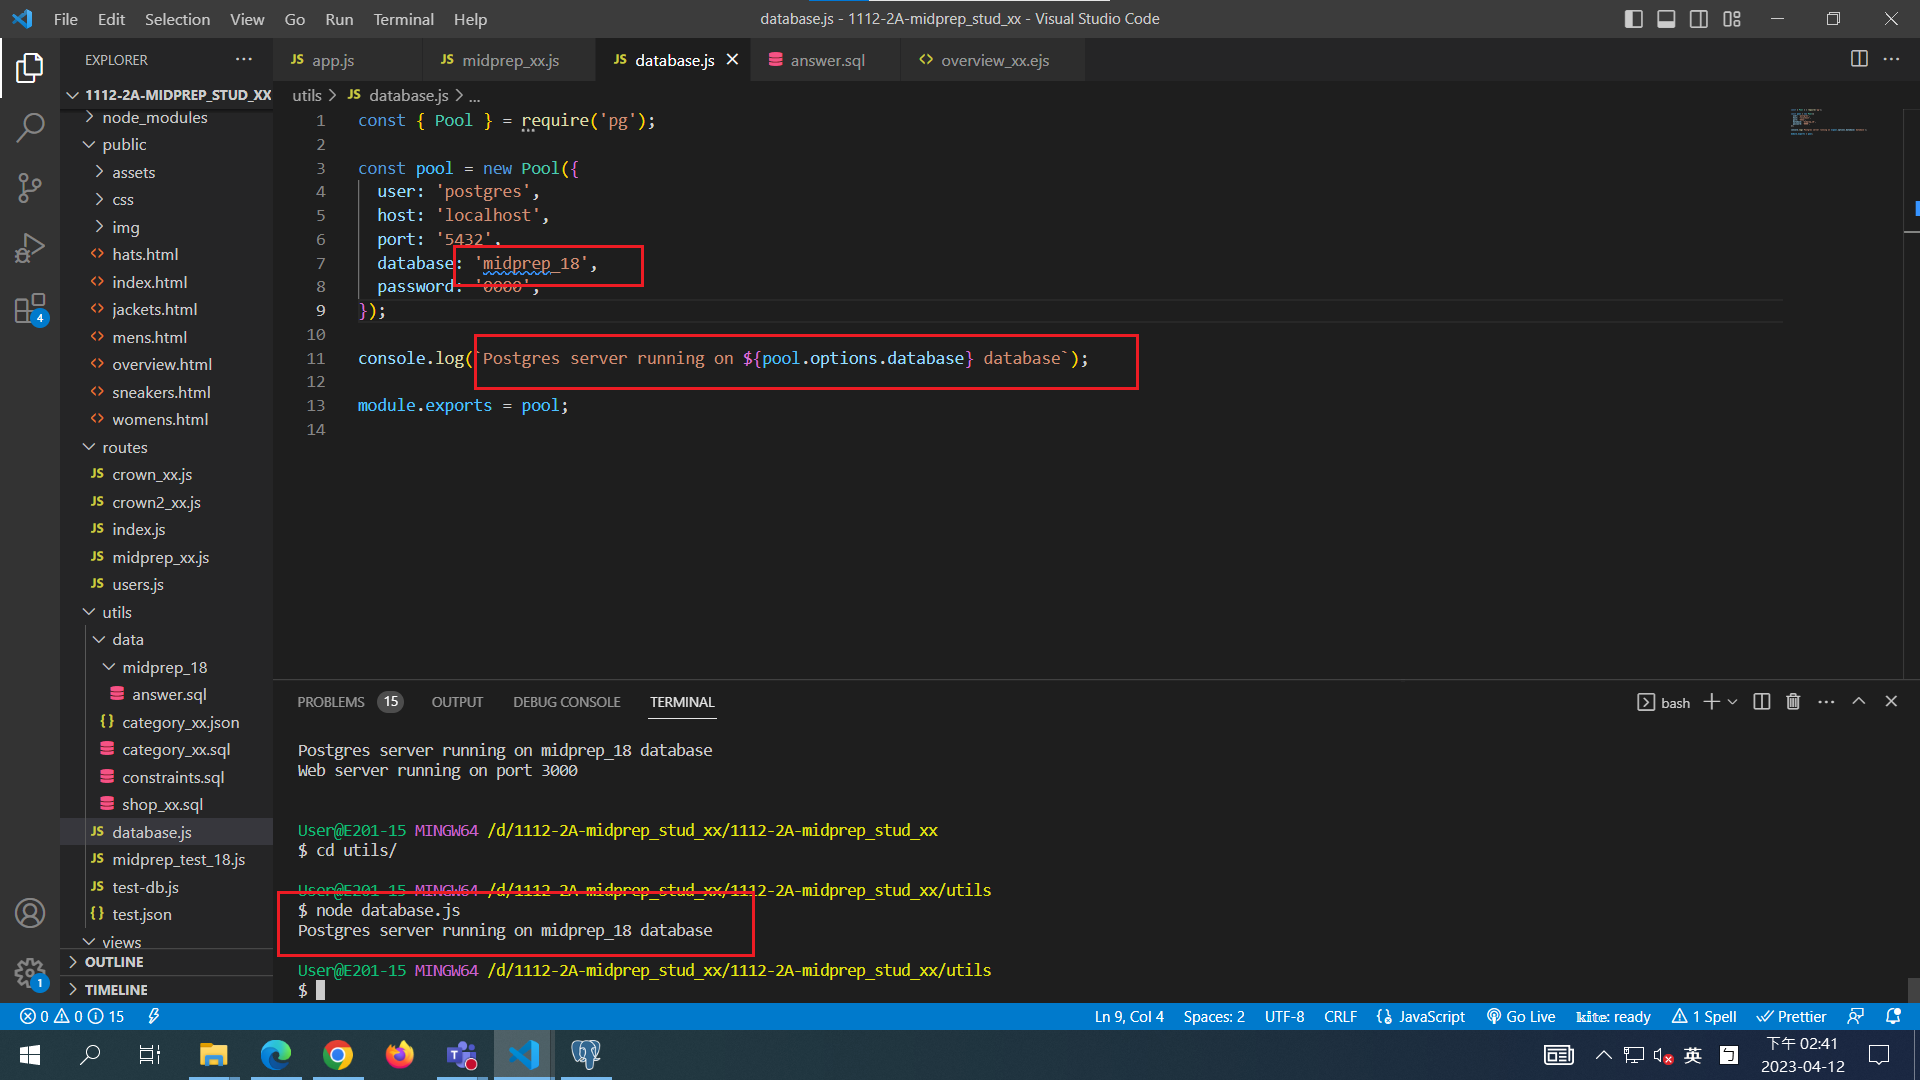 File Edit Selection View Go Run Terminal Help
database.js - 1112-2A-midprep_stud_xx - Visual Studio Code
EXPLORER ...
JS app.js JS midprep_xx.js JS database.js answer.sql <> overview_xx.ejs
1112-2A-MIDPREP_STUD_XX
utils > JS database.js > ...
node_modules
public
assets
css
img
<> hats.html
<> index.html
<> jackets.html
<> mens.html
<> overview.html
<> sneakers.html
<> womens.html
routes
JS crown_xx.js
JS crown2_xx.js
JS index.js
JS midprep_xx.js
JS users.js
utils
data
midprep_18
answer.sql
{} category_xx.json
category_xx.sql
constraints.sql
shop_xx.sql
JS database.js
JS midprep_test_18.js
JS test-db.js
{} test.json
views
OUTLINE
TIMELINE
4
1
1 const { Pool } = require('pg');
2
3 const pool = new Pool({
4 user: 'postgres',
5 host: 'localhost',
6 port: '5432',
7 database: 'midprep_18',
8 password: '0000',
9 });
10
11 console.log(`Postgres server running on ${pool.options.database} database`);
12
13 module.exports = pool;
14
PROBLEMS 15 OUTPUT DEBUG CONSOLE TERMINAL
bash
Postgres server running on midprep_18 database
Web server running on port 3000
User@E201-15 MINGW64 /d/1112-2A-midprep_stud_xx/1112-2A-midprep_stud_xx
$ cd utils/
User@E201-15 MINGW64 /d/1112-2A-midprep_stud_xx/1112-2A-midprep_stud_xx/utils
$ node database.js
Postgres server running on midprep_18 database
User@E201-15 MINGW64 /d/1112-2A-midprep_stud_xx/1112-2A-midprep_stud_xx/utils
$
0 0 15
Ln 9, Col 4 Spaces: 2 UTF-8 CRLF {} JavaScript Go Live kite: ready 1 Spell Prettier
英 ㄅ
下午 02:41
2023-04-12